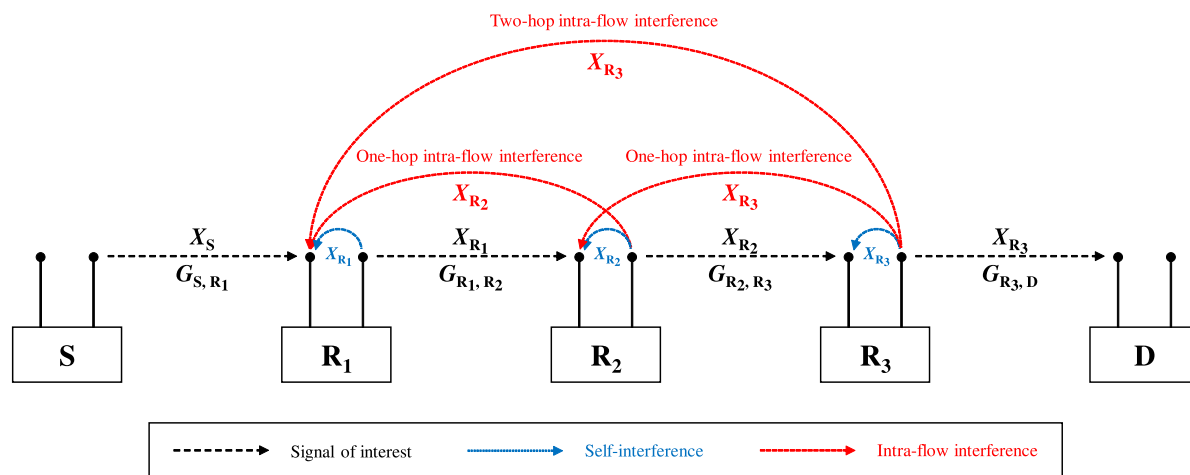 Two-hop intra-flow interference
X_R3
One-hop intra-flow interference One-hop intra-flow interference
X_R2 X_R3
X_S X_R1 X_R1 X_R2 X_R2 X_R3 X_R3
G_S, R1 G_R1, R2 G_R2, R3 G_R3, D
S R1 R2 R3 D
Signal of interest Self-interference Intra-flow interference